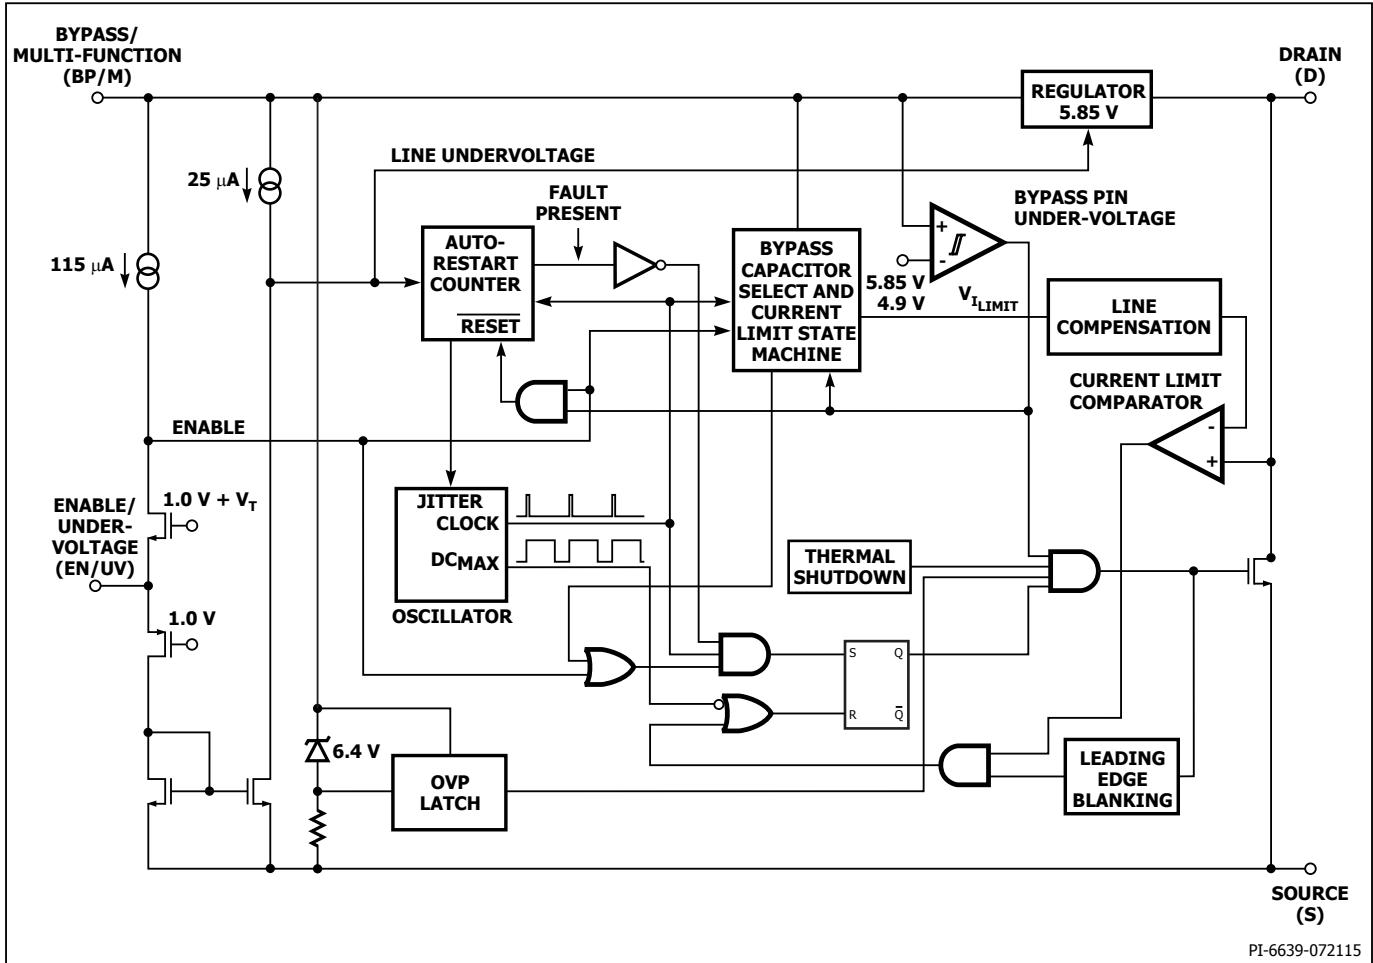 BYPASS/
MULTI-FUNCTION
(BP/M)
DRAIN
(D)
REGULATOR
5.85 V
LINE UNDERVOLTAGE
25 μA
FAULT
PRESENT
BYPASS PIN
UNDER-VOLTAGE
115 μA
AUTO-
RESTART
COUNTER
RESET
BYPASS
CAPACITOR
SELECT AND
CURRENT
LIMIT STATE
MACHINE
+
-
5.85 V
4.9 V
VILIMIT
LINE
COMPENSATION
CURRENT LIMIT
COMPARATOR
-
+
ENABLE
ENABLE/
UNDER-
VOLTAGE
(EN/UV)
1.0 V + VT
1.0 V
JITTER
CLOCK
DCMAX
OSCILLATOR
THERMAL
SHUTDOWN
S
Q
R
Q̅
6.4 V
OVP
LATCH
LEADING
EDGE
BLANKING
SOURCE
(S)
PI-6639-072115